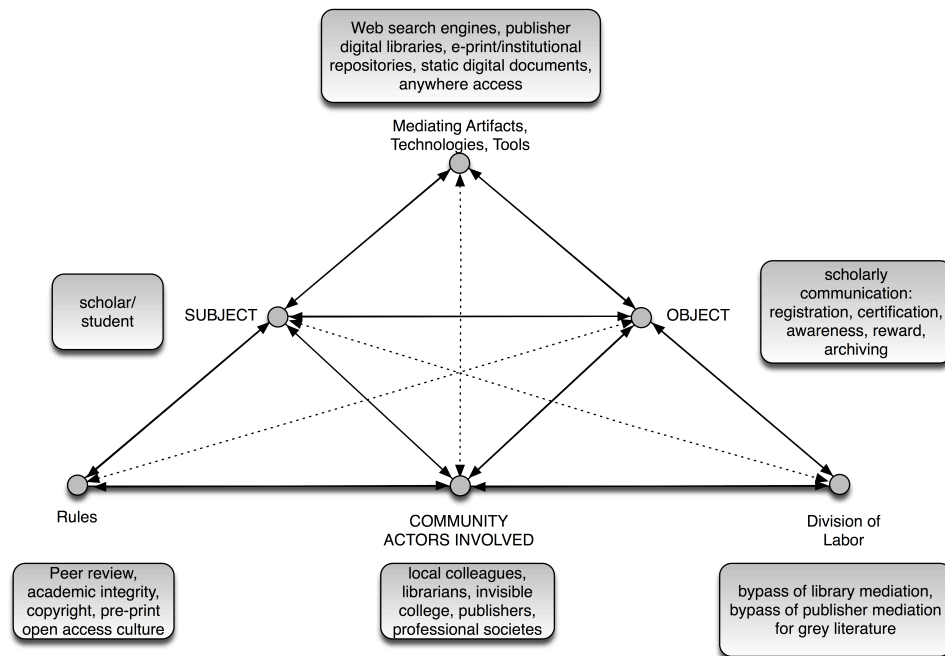 Web search engines, publisher
digital libraries, e-print/institutional
repositories, static digital documents,
anywhere access
Mediating Artifacts,
Technologies, Tools
scholar/
student
SUBJECT
OBJECT
scholarly
communication:
registration, certification,
awareness, reward,
archiving
Rules
COMMUNITY
ACTORS INVOLVED
Division of
Labor
Peer review,
academic integrity,
copyright, pre-print
open access culture
local colleagues,
librarians, invisible
college, publishers,
professional societes
bypass of library mediation,
bypass of publisher mediation
for grey literature